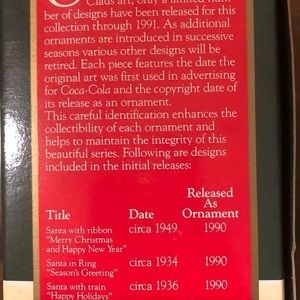 Claus art, only a limited num-
ber of designs have been released for this
collection through 1991. As additional
ornaments are introduced in successive
seasons various other designs will be
retired. Each piece features the date the
original art was first used in advertising
for Coca-Cola and the copyright date of
its release as an ornament.
This careful identification enhances the
collectibility of each ornament and
helps to maintain the integrity of this
beautiful series. Following are designs
included in the initial releases:
Released
As
Title Date Ornament
Santa with ribbon circa 1949 1990
"Merry Christmas
and Happy New Year"
Santa in Ring circa 1934 1990
"Season's Greeting"
Santa with train circa 1936 1990
"Happy Holidays"